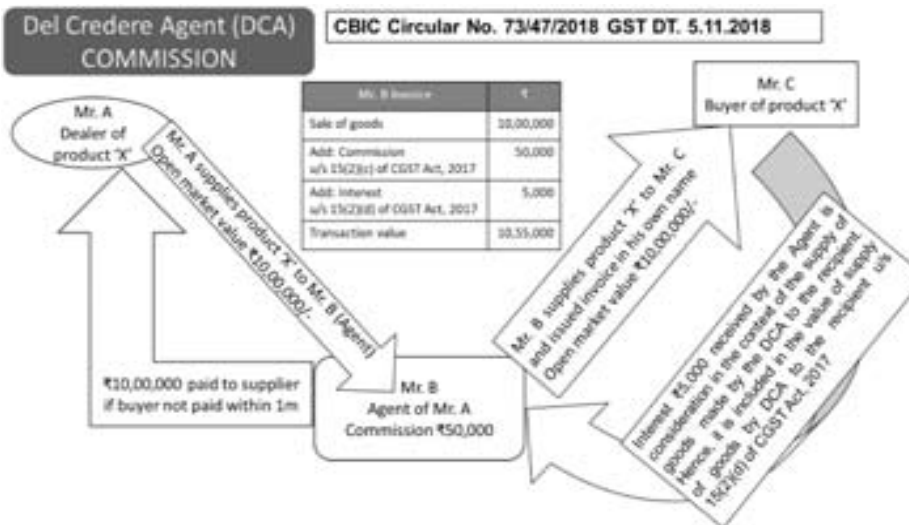 Del Credere Agent (DCA)
COMMISSION
CBIC Circular No. 73/47/2018 GST DT. 5.11.2018
Mr. A
Dealer of
product 'X'
Mr. B Invoice ₹
Sale of goods 10,00,000
Add: Commission 50,000
u/s 15(2)(c) of CGST Act, 2017
Add: Interest 5,000
u/s 15(2)(d) of CGST Act, 2017
Transaction value 10,55,000
Mr. C
Buyer of product 'X'
Mr. A supplies product 'X' to Mr. B (Agent)
Open market value ₹10,00,000/-
Mr. B supplies product 'X' to Mr. C
and issued invoice in his own name
Open market value ₹10,00,000/-
Interest ₹5,000 received by the Agent is
consideration in the context of the supply of
goods made by the DCA to the recipient.
Hence, it is included in the value of supply
of goods by DCA to the recipient u/s
15(2)(d) of CGST Act, 2017
₹10,00,000 paid to supplier
if buyer not paid within 1m
Mr. B
Agent of Mr. A
Commission ₹50,000